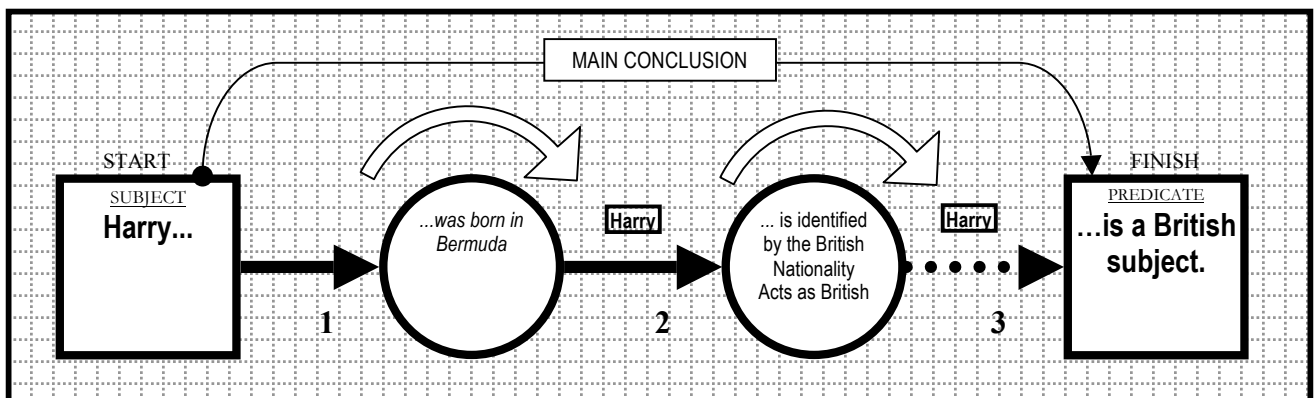 MAIN CONCLUSION
START
SUBJECT
Harry...
1
...was born in
Bermuda
Harry
2
... is identified
by the British
Nationality
Acts as British
Harry
3
FINISH
PREDICATE
...is a British
subject.